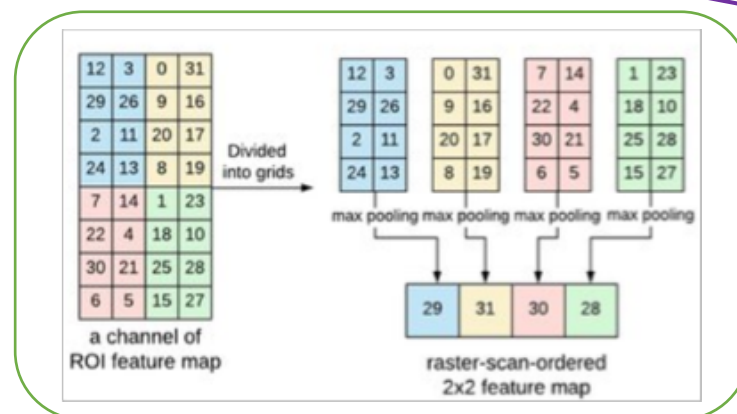 12 3 0 31
29 26 9 16
2 11 20 17
24 13 8 19
7 14 1 23
22 4 18 10
30 21 25 28
6 5 15 27
a channel of
ROI feature map
Divided
into grids
12 3
29 26
2 11
24 13
0 31
9 16
20 17
8 19
7 14
22 4
30 21
6 5
1 23
18 10
25 28
15 27
max pooling max pooling max pooling max pooling
29 31 30 28
raster-scan-ordered
2x2 feature map